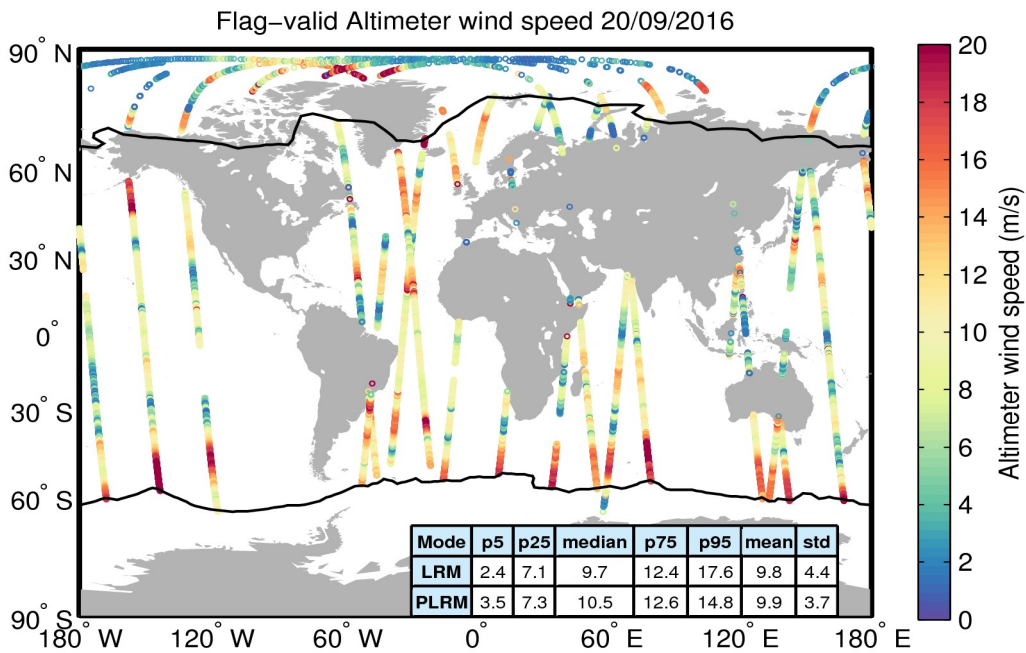 Flag−valid Altimeter wind speed 20/09/2016
90° N
60° N
30° N
0°
30° S
60° S
90° S
180° W
120° W
60° W
0°
60° E
120° E
180° E
Mode p5 p25 median p75 p95 mean std
LRM 2.4 7.1 9.7 12.4 17.6 9.8 4.4
PLRM 3.5 7.3 10.5 12.6 14.8 9.9 3.7
20
18
16
14
12
10
8
6
4
2
0
Altimeter wind speed (m/s)